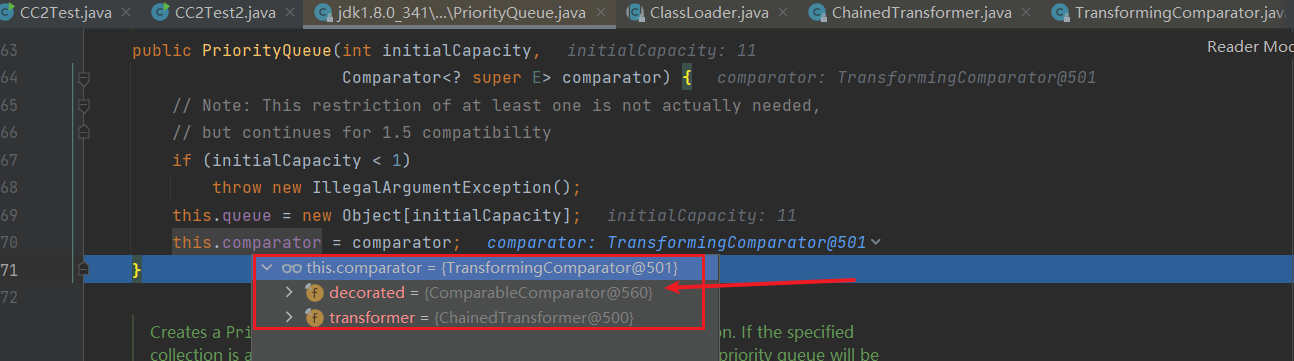 CC2Test.java × CC2Test2.java × jdk1.8.0_341\...\PriorityQueue.java × ClassLoader.java × ChainedTransformer.java × TransformingComparator.java
63 public PriorityQueue(int initialCapacity, initialCapacity: 11 Reader Mod
64 Comparator<? super E> comparator) { comparator: TransformingComparator@501
65 // Note: This restriction of at least one is not actually needed,
66 // but continues for 1.5 compatibility
67 if (initialCapacity < 1)
68 throw new IllegalArgumentException();
69 this.queue = new Object[initialCapacity]; initialCapacity: 11
70 this.comparator = comparator; comparator: TransformingComparator@501
71 }
this.comparator = {TransformingComparator@501}
72
f decorated = {ComparableComparator@560}
f transformer = {ChainedTransformer@500}
Creates a Pri on. If the specified
collection is a priority queue will be